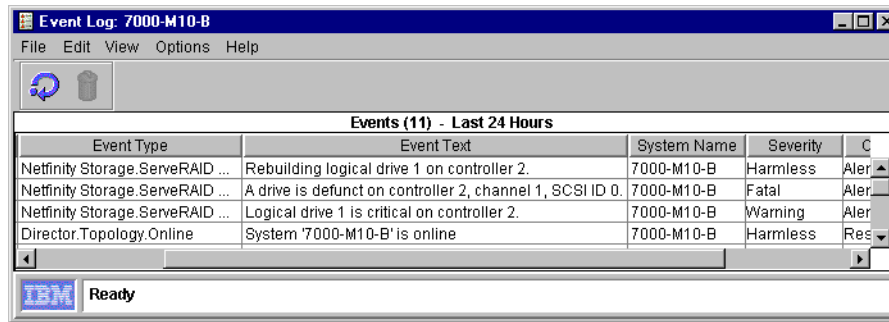 Event Log: 7000-M10-B
File Edit View Options Help
Events (11) - Last 24 Hours
Event Type Event Text System Name Severity C
Netfinity Storage.ServeRAID ... Rebuilding logical drive 1 on controller 2. 7000-M10-B Harmless Aler
Netfinity Storage.ServeRAID ... A drive is defunct on controller 2, channel 1, SCSI ID 0. 7000-M10-B Fatal Aler
Netfinity Storage.ServeRAID ... Logical drive 1 is critical on controller 2. 7000-M10-B Warning Aler
Director.Topology.Online System '7000-M10-B' is online 7000-M10-B Harmless Res
IBM Ready